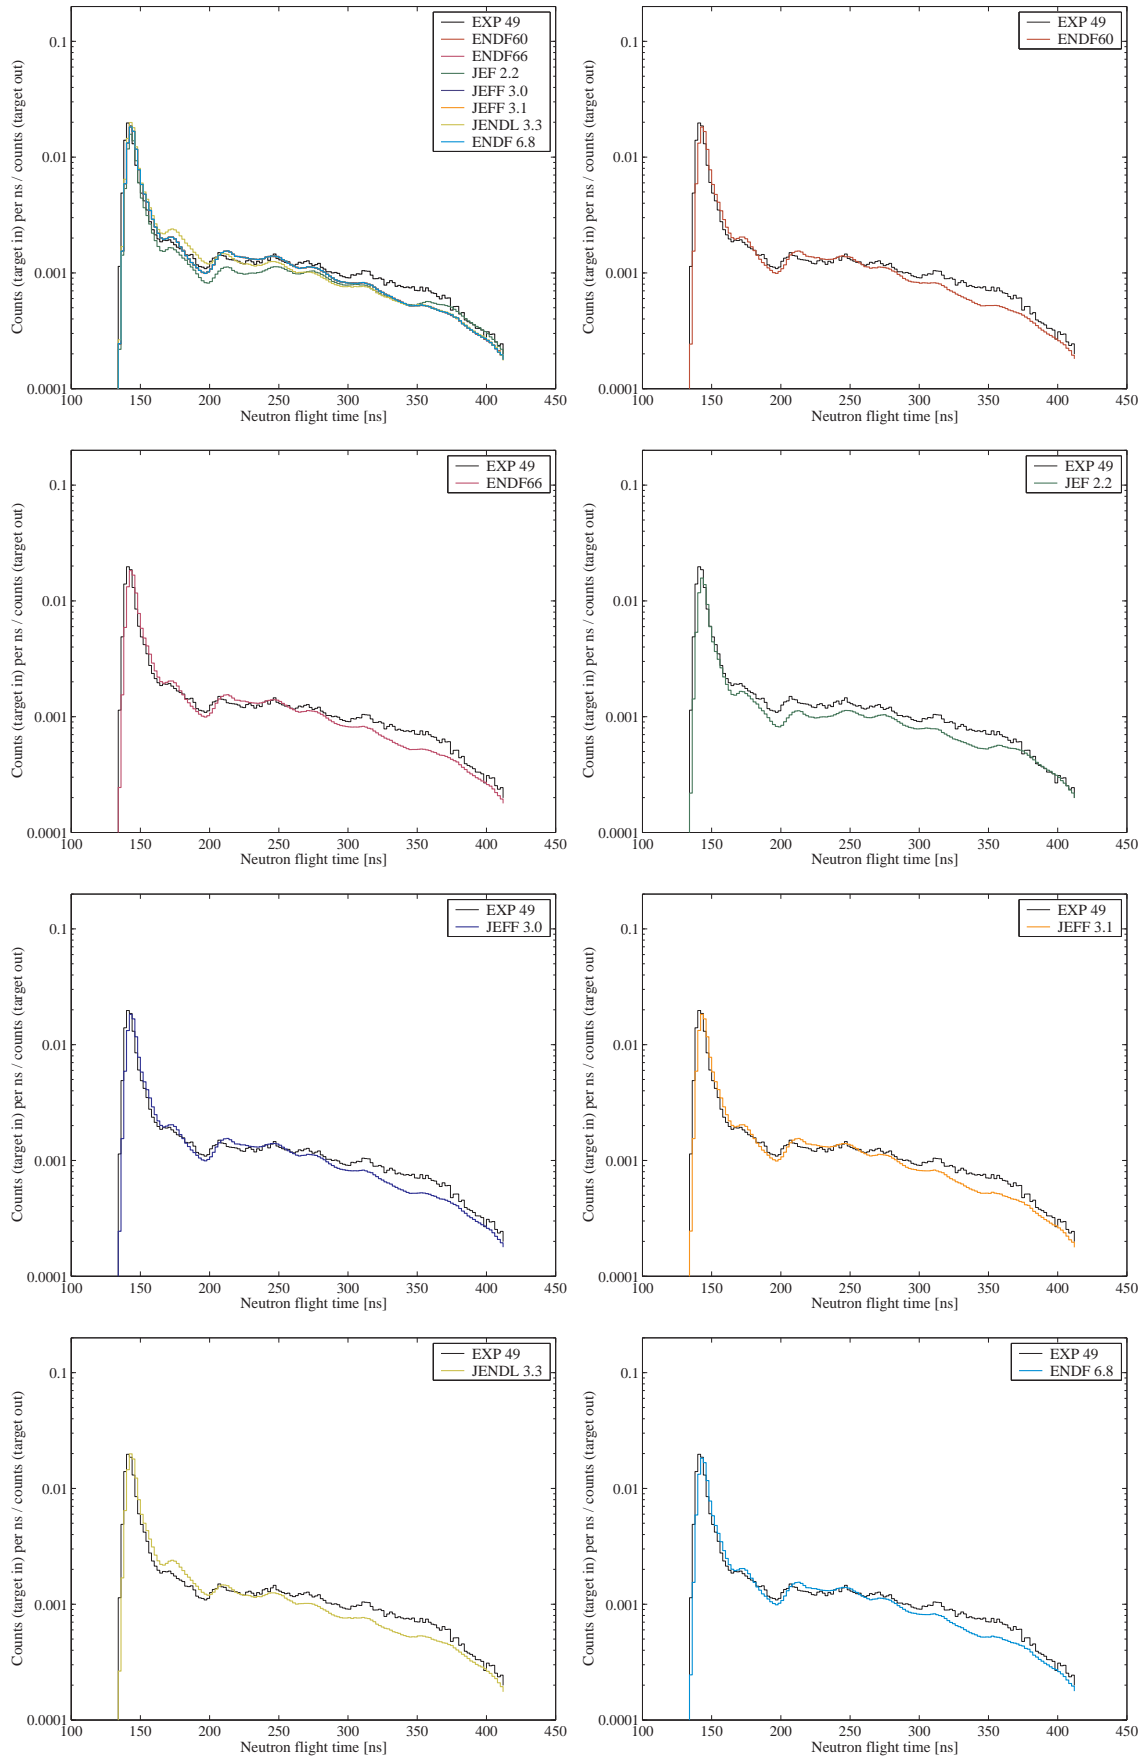 EXP 49
ENDF60
ENDF66
JEF 2.2
JEFF 3.0
JEFF 3.1
JENDL 3.3
ENDF 6.8
0.1
0.01
0.001
0.0001
100 150 200 250 300 350 400 450
Neutron flight time [ns]
Counts (target in) per ns / counts (target out)
EXP 49
ENDF60
0.1
0.01
0.001
0.0001
100 150 200 250 300 350 400 450
Neutron flight time [ns]
Counts (target in) per ns / counts (target out)
EXP 49
ENDF66
0.1
0.01
0.001
0.0001
100 150 200 250 300 350 400 450
Neutron flight time [ns]
Counts (target in) per ns / counts (target out)
EXP 49
JEF 2.2
0.1
0.01
0.001
0.0001
100 150 200 250 300 350 400 450
Neutron flight time [ns]
Counts (target in) per ns / counts (target out)
EXP 49
JEFF 3.0
0.1
0.01
0.001
0.0001
100 150 200 250 300 350 400 450
Neutron flight time [ns]
Counts (target in) per ns / counts (target out)
EXP 49
JEFF 3.1
0.1
0.01
0.001
0.0001
100 150 200 250 300 350 400 450
Neutron flight time [ns]
Counts (target in) per ns / counts (target out)
EXP 49
JENDL 3.3
0.1
0.01
0.001
0.0001
100 150 200 250 300 350 400 450
Neutron flight time [ns]
Counts (target in) per ns / counts (target out)
EXP 49
ENDF 6.8
0.1
0.01
0.001
0.0001
100 150 200 250 300 350 400 450
Neutron flight time [ns]
Counts (target in) per ns / counts (target out)